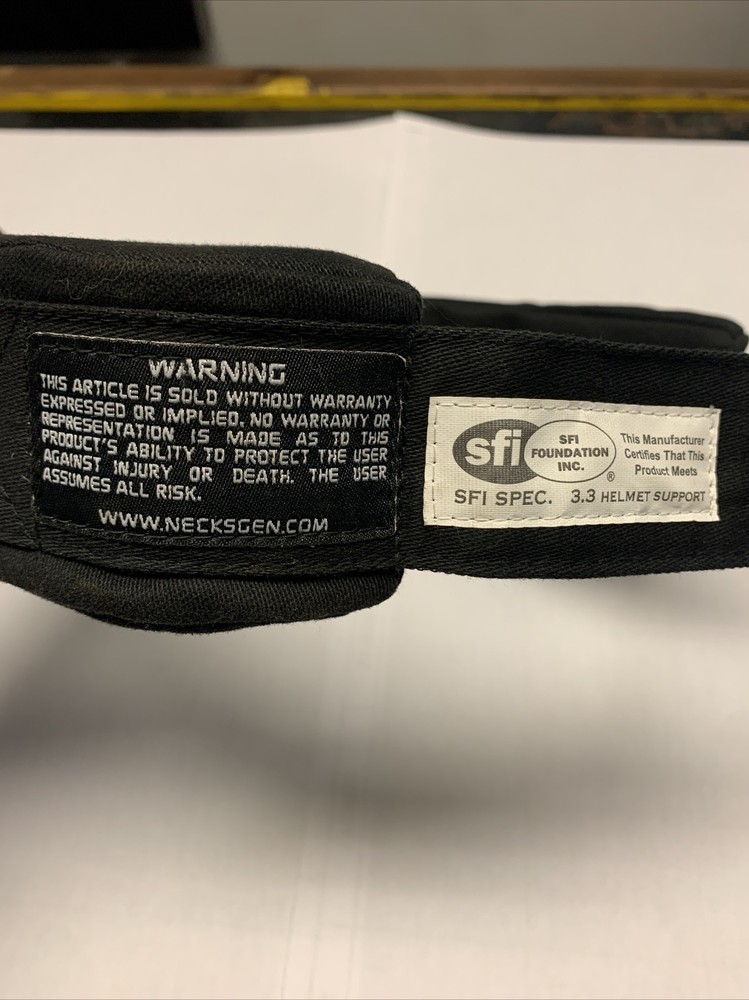 WARNING
THIS ARTICLE IS SOLD WITHOUT WARRANTY
EXPRESSED OR IMPLIED. NO WARRANTY OR
REPRESENTATION IS MADE AS TO THIS
PRODUCT'S ABILITY TO PROTECT THE USER
AGAINST INJURY OR DEATH. THE USER
ASSUMES ALL RISK.
WWW.NECKSGEN.COM
sfi
SFI
FOUNDATION
INC.
®
This Manufacturer
Certifies That This
Product Meets
SFI SPEC. 3.3 HELMET SUPPORT